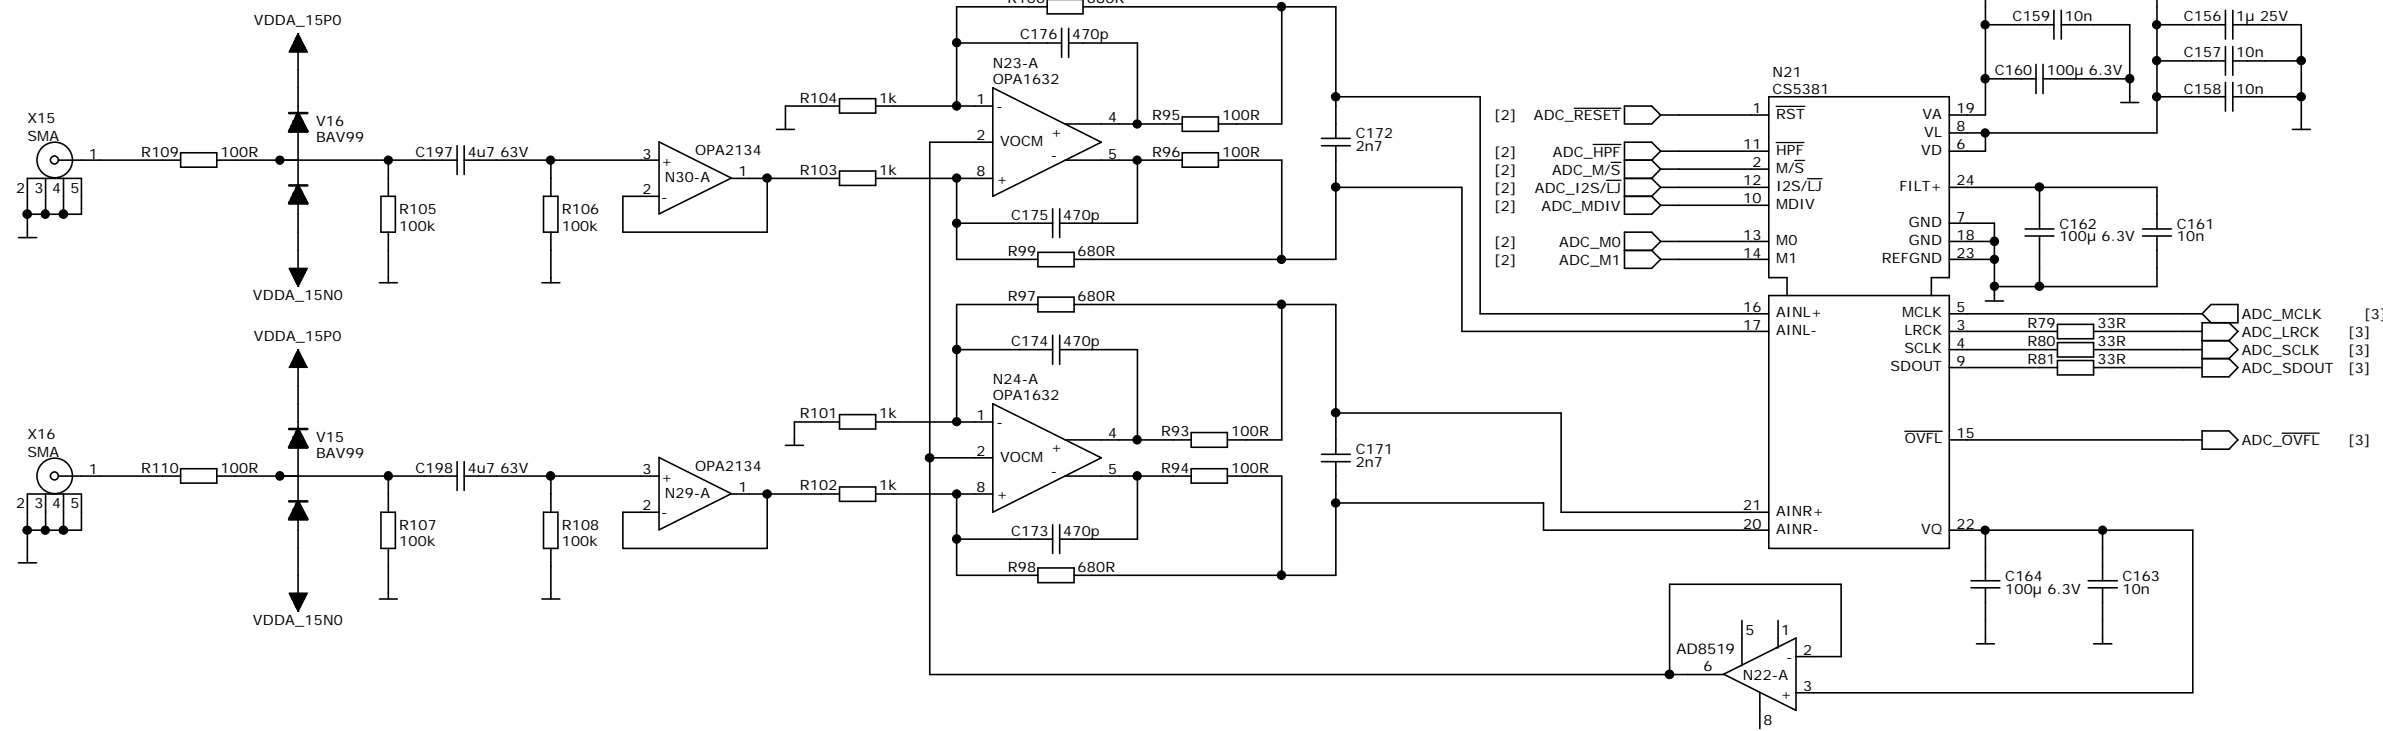 VDDA_15P0
X15
SMA
1
2 3 4 5
R109 100R
V16
BAV99
VDDA_15N0
C197 4u7 63V
R105
100k
R106
100k
3
+
2
-
OPA2134
N30-A
1
R104 1k
R103 1k
C176 470p
N23-A
OPA1632
1
-
2
VOCM
8
+
+
-
4
5
R95 100R
R96 100R
C175 470p
R99 680R
C172
2n7
VDDA_15P0
X16
SMA
1
2 3 4 5
R110 100R
V15
BAV99
VDDA_15N0
C198 4u7 63V
R107
100k
R108
100k
3
+
2
-
OPA2134
N29-A
1
R101 1k
R102 1k
R97 680R
C174 470p
N24-A
OPA1632
1
-
2
VOCM
8
+
+
-
4
5
R93 100R
R94 100R
C173 470p
R98 680R
C171
2n7
[2] ADC_RESET
[2] ADC_HPF
[2] ADC_M/S
[2] ADC_I2S/LJ
[2] ADC_MDIV
[2] ADC_M0
[2] ADC_M1
N21
CS5381
1 RST
11 HPF
2 M/S
12 I2S/LJ
10 MDIV
13 M0
14 M1
16 AINL+
17 AINL-
21 AINR+
20 AINR-
VA 19
VL 8
VD 6
FILT+ 24
GND 7
GND 18
REFGND 23
MCLK 5
LRCK 3
SCLK 4
SDOUT 9
OVFL 15
VQ 22
C159 10n
C160 100µ 6.3V
C156 1µ 25V
C157 10n
C158 10n
C162
100µ 6.3V
C161
10n
R79 33R
R80 33R
R81 33R
ADC_MCLK [3]
ADC_LRCK [3]
ADC_SCLK [3]
ADC_SDOUT [3]
ADC_OVFL [3]
C164
100µ 6.3V
C163
10n
AD8519
6
5
1
-
2
N22-A
+
3
8